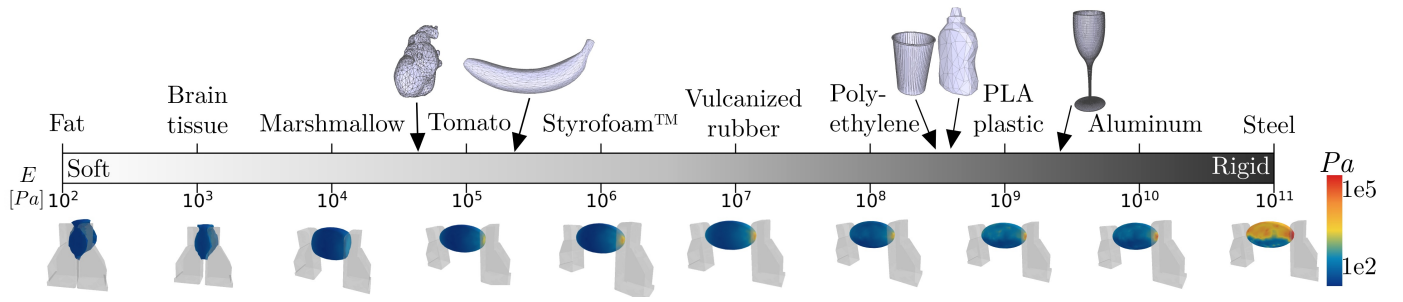 Fat
Brain
tissue
Marshmallow
Tomato
Styrofoam™
Vulcanized
rubber
Poly-
ethylene
PLA
plastic
Aluminum
Steel
Soft
Rigid
E
[Pa]
10²
10³
10⁴
10⁵
10⁶
10⁷
10⁸
10⁹
10¹⁰
10¹¹
Pa
1e5
1e2